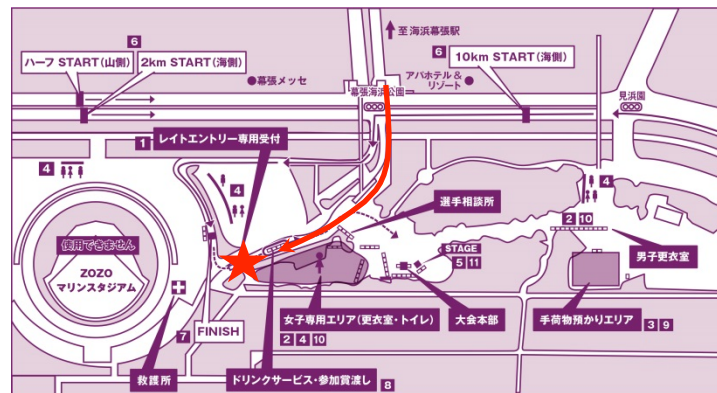 至 海浜幕張駅
6
ハーフ START(山側)
2km START(海側)
幕張メッセ
幕張海浜公園
アパホテル&
リゾート
6
10km START(海側)
見浜園
1
レイトエントリー専用受付
4
4
4
選手相談所
2 10
男子更衣室
使用できません
ZOZO
マリンスタジアム
STAGE
5 11
7
FINISH
女子専用エリア(更衣室・トイレ)
2 4 10
大会本部
手荷物預かりエリア
3 9
救護所
ドリンクサービス・参加賞渡し
8